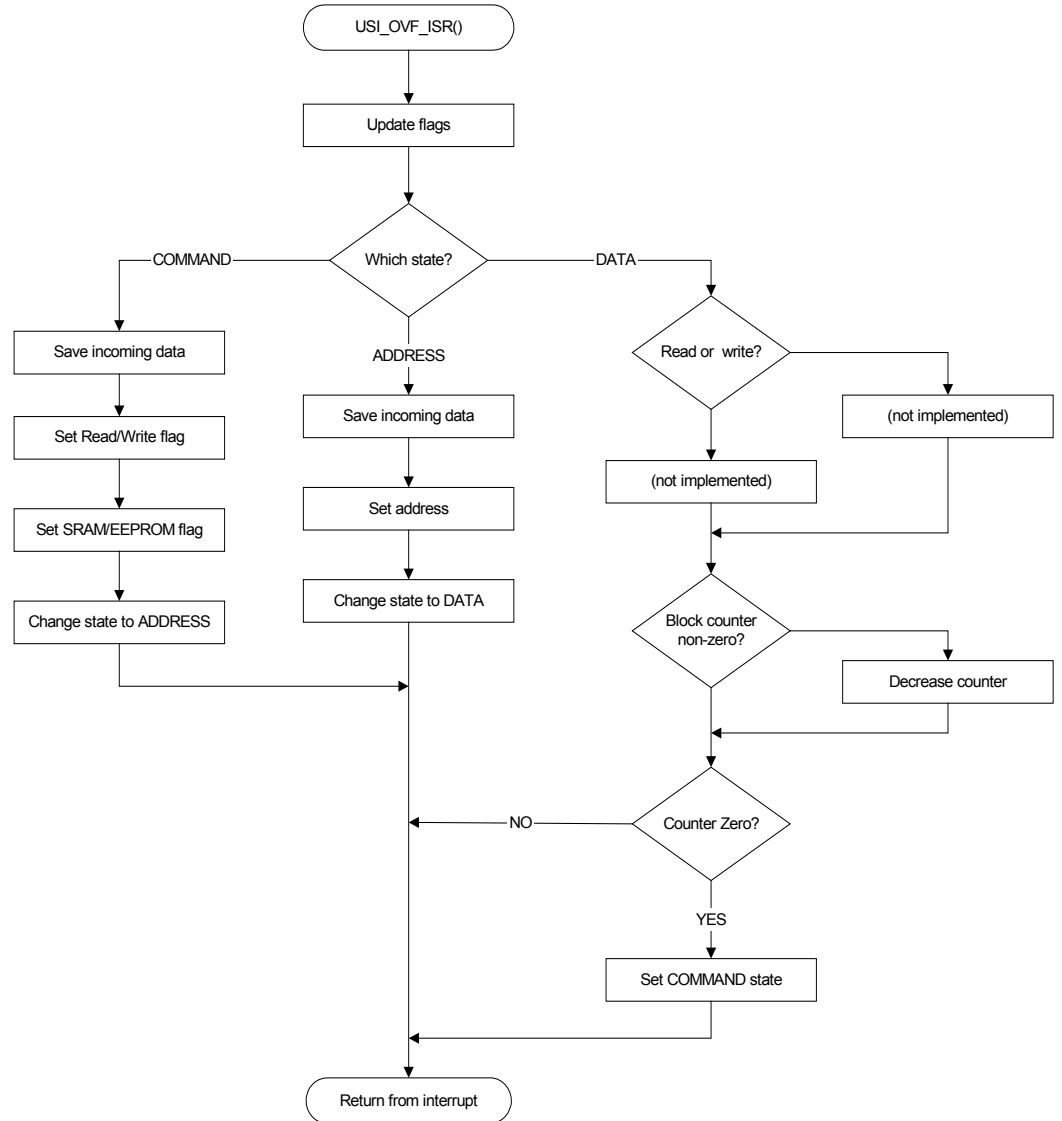 USI_OVF_ISR()
Update flags
Which state?
COMMAND
DATA
ADDRESS
Save incoming data
Set Read/Write flag
Set SRAM/EEPROM flag
Change state to ADDRESS
Save incoming data
Set address
Change state to DATA
Read or write?
(not implemented)
(not implemented)
Block counter
non-zero?
Decrease counter
Counter Zero?
NO
YES
Set COMMAND state
Return from interrupt